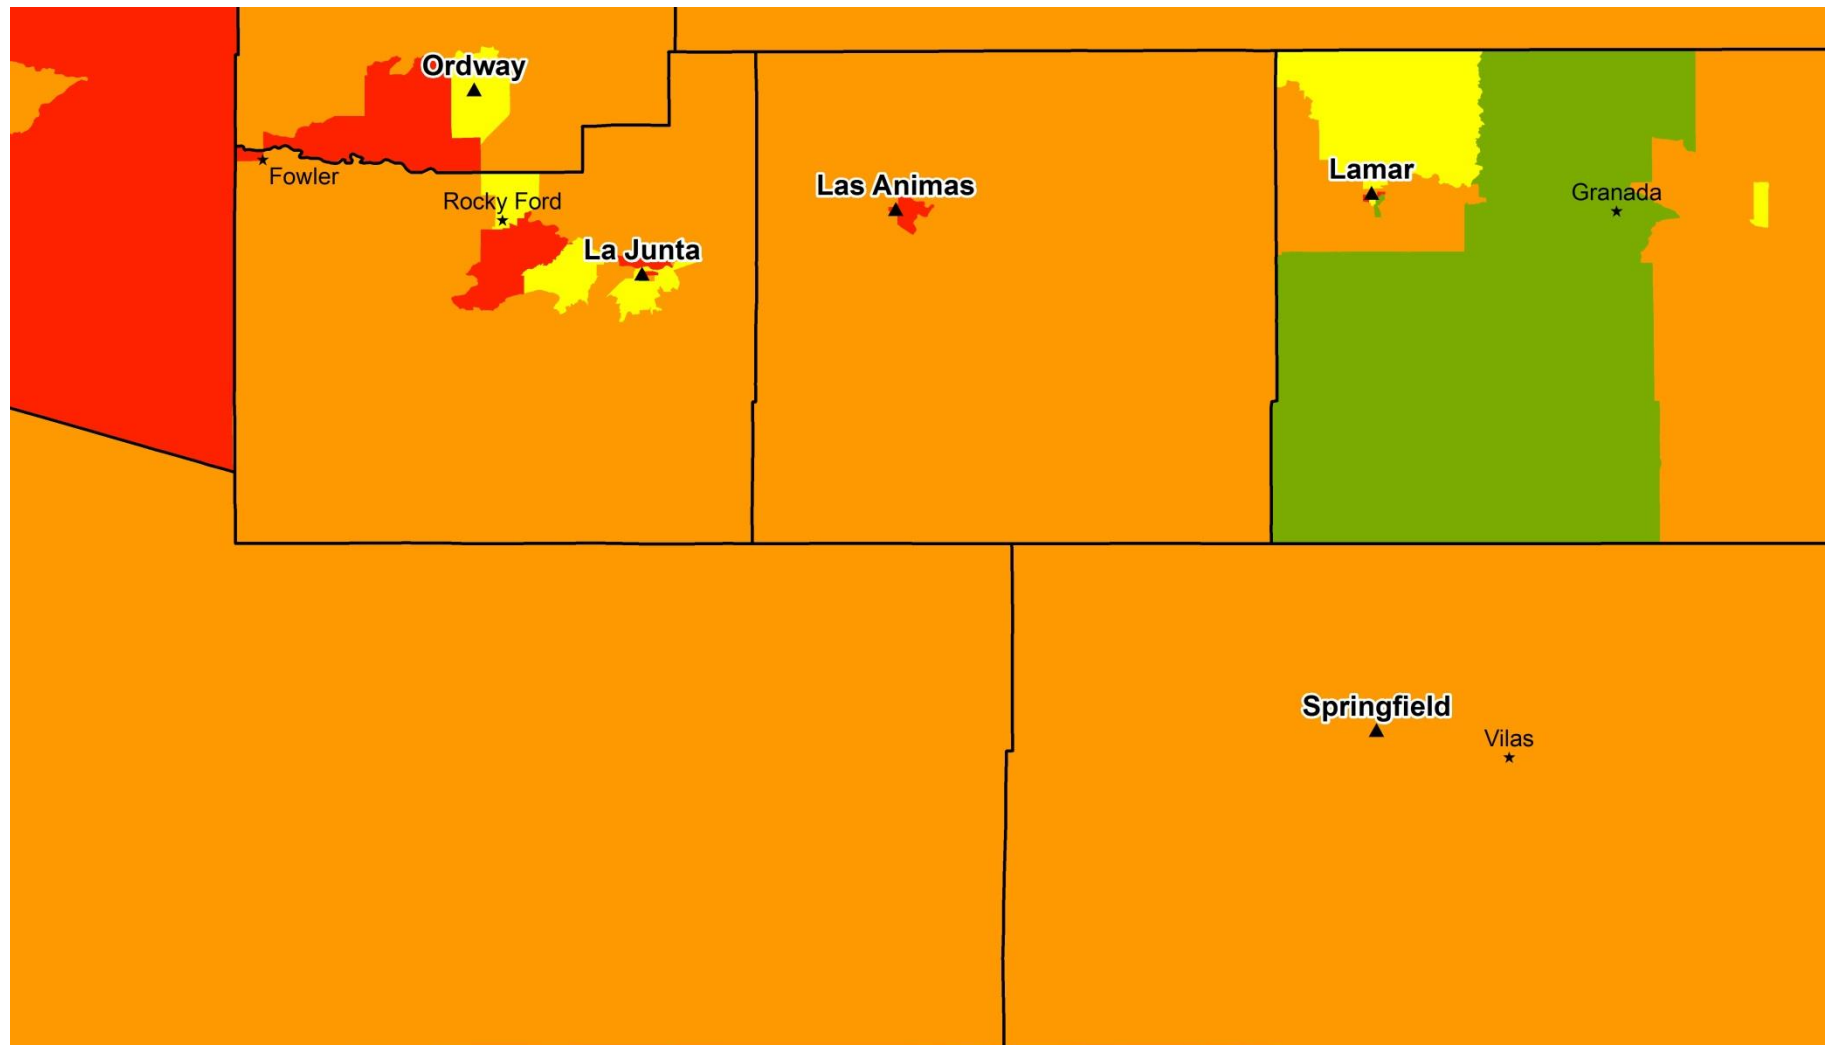 Ordway
Fowler
Rocky Ford
La Junta
Las Animas
Lamar
Granada
Springfield
Vilas